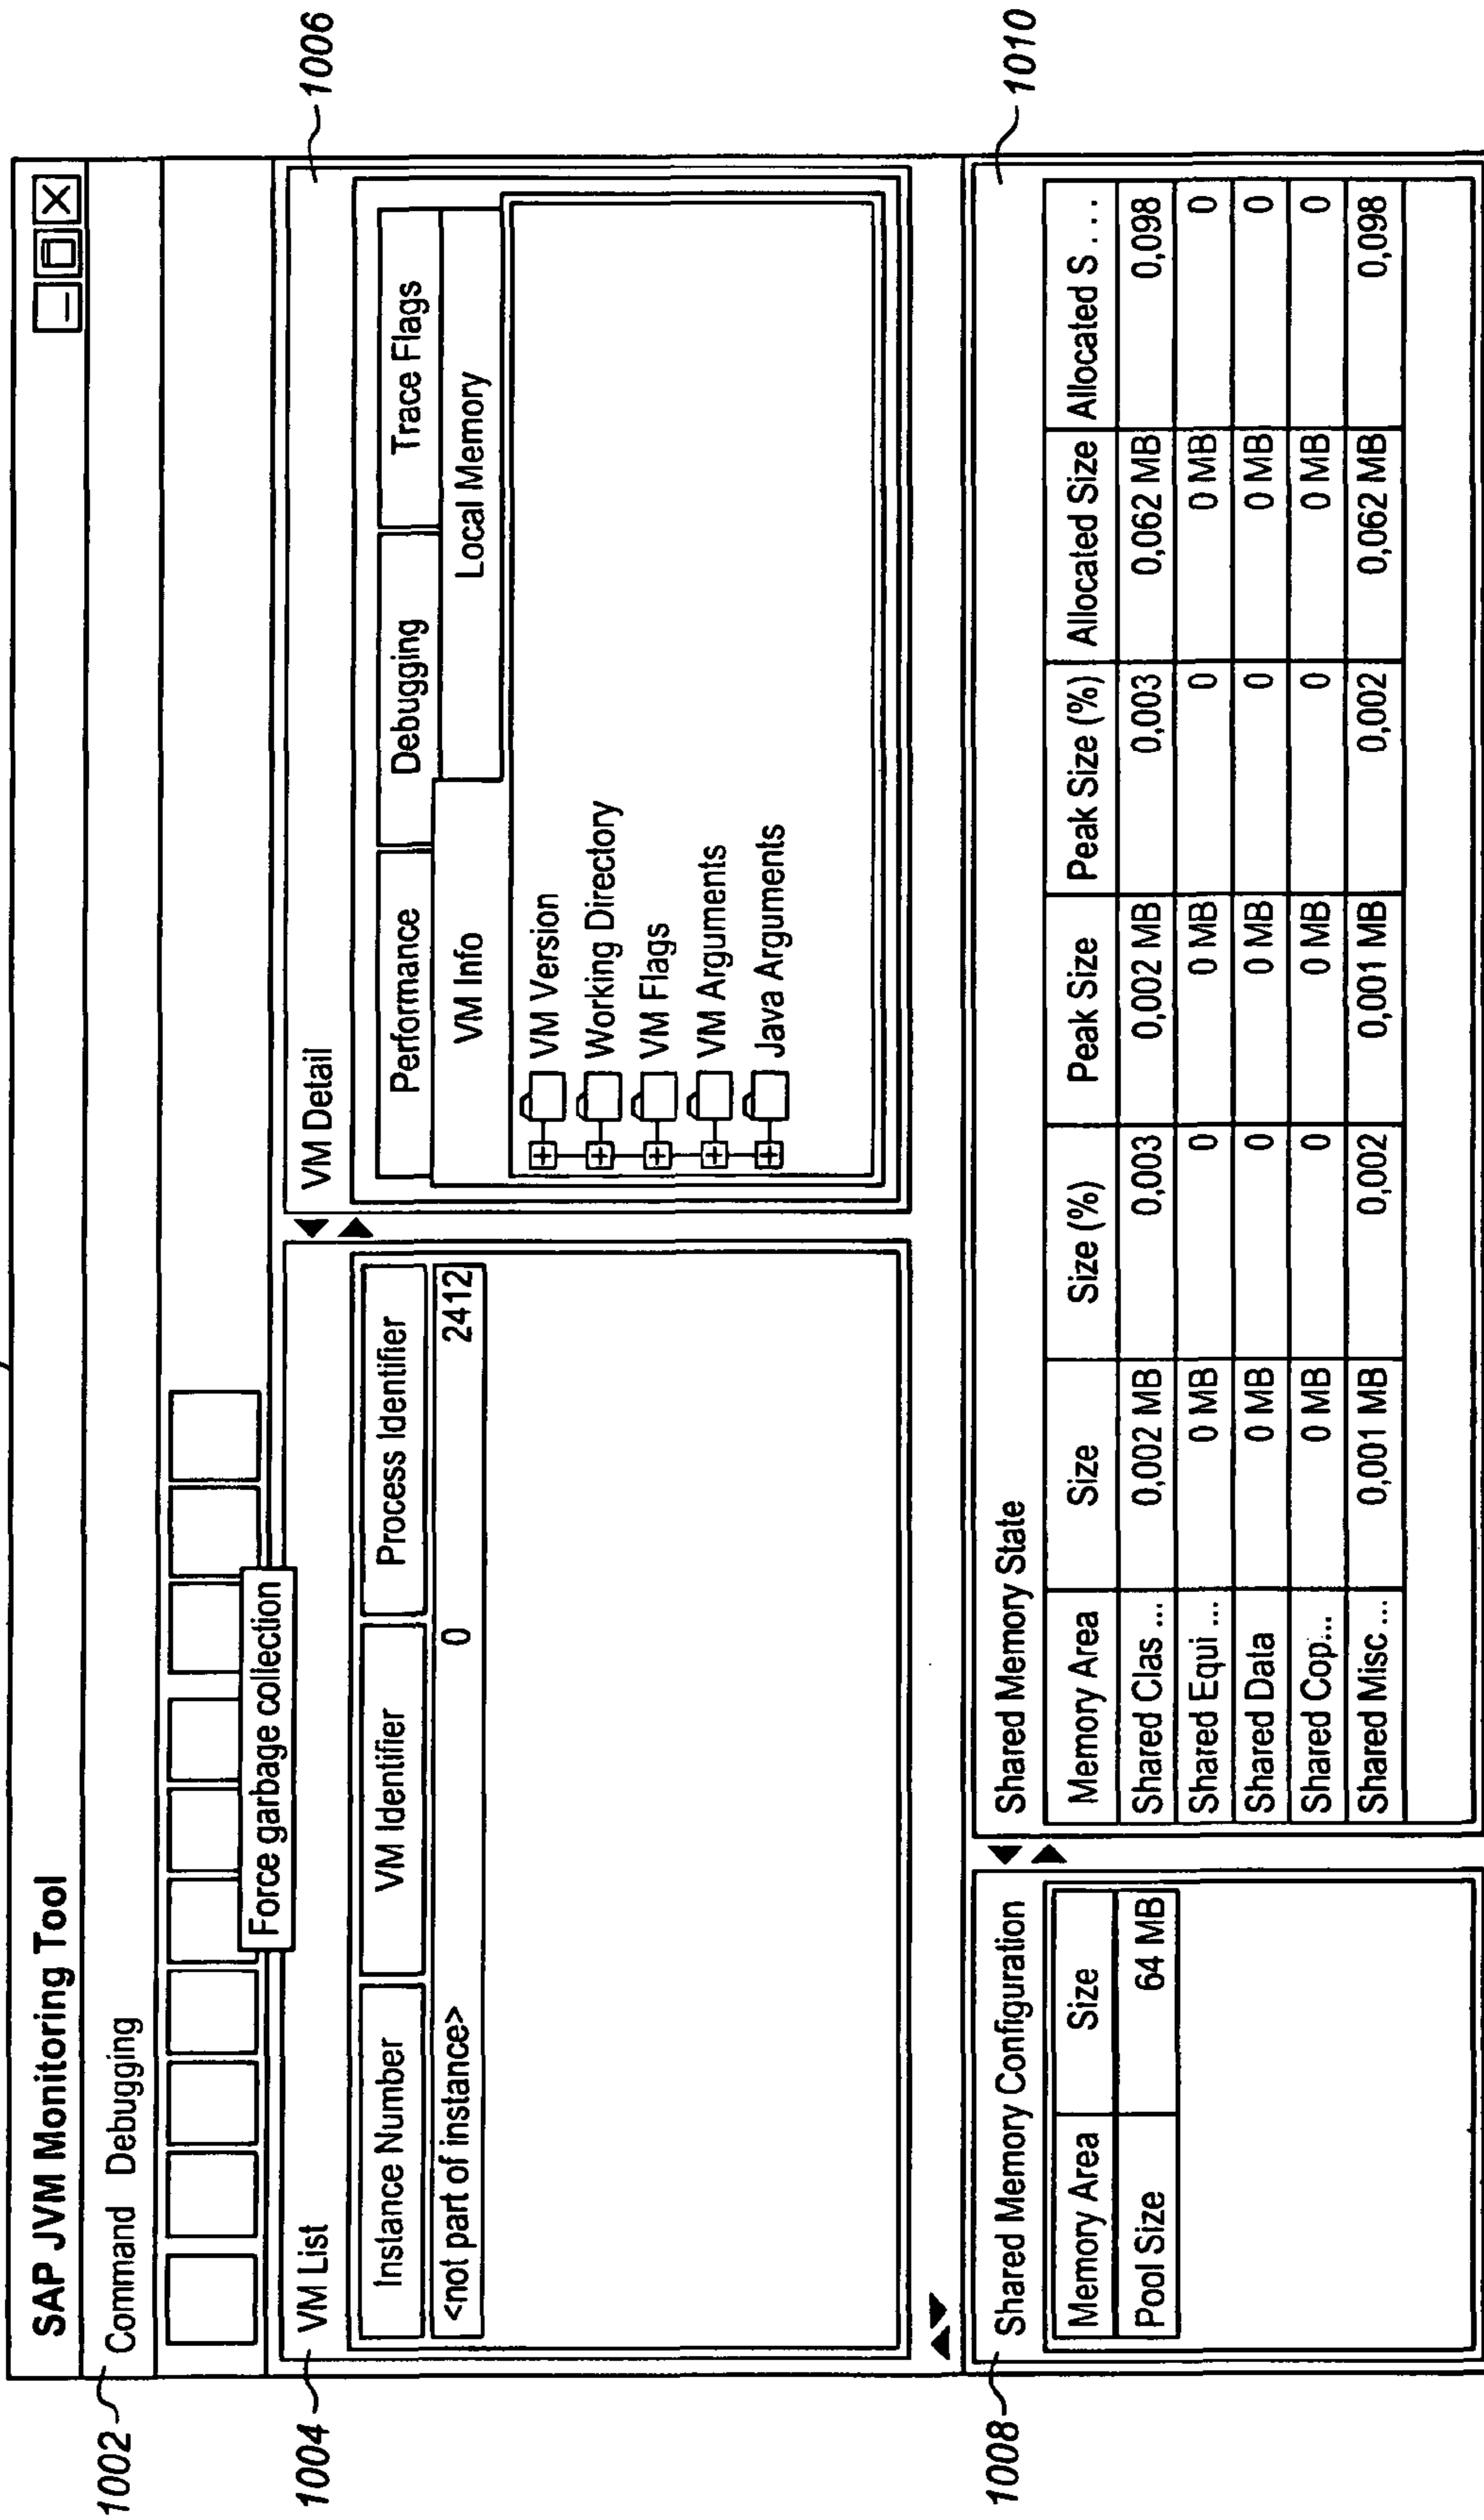 SAP JVM Monitoring Tool
1002
Command Debugging
Force garbage collection
1004
VM List
Instance Number VM Identifier Process Identifier
<not part of instance> 0 2412
1006
VM Detail
Performance Debugging Trace Flags
VM Info Local Memory
VM Version
Working Directory
VM Flags
VM Arguments
Java Arguments
1008
Shared Memory Configuration
Memory Area Size
Pool Size 64 MB
1010
Shared Memory State
Memory Area Size Size (%) Peak Size Peak Size (%) Allocated Size Allocated S...
Shared Clas ... 0,002 MB 0,003 0,002 MB 0,003 0,062 MB 0,098
Shared Equi ... 0 MB 0 0 MB 0 0 MB 0
Shared Data 0 MB 0 0 MB 0 0 MB 0
Shared Cop... 0 MB 0 0 MB 0 0 MB 0
Shared Misc ... 0,001 MB 0,002 0,001 MB 0,002 0,062 MB 0,098